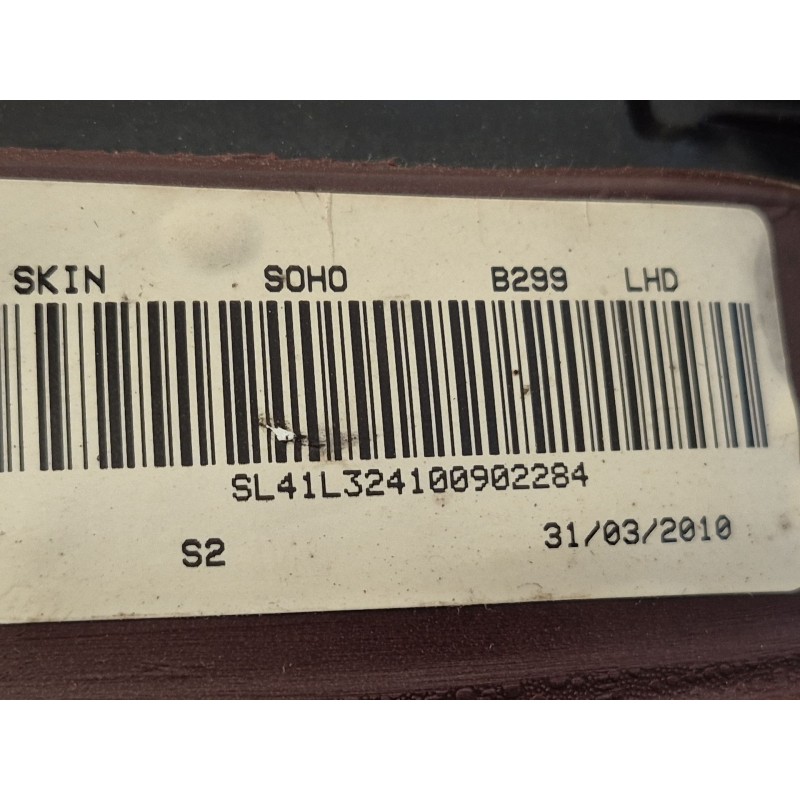 SKIN SOHO B299 LHD
SL41L324100902284
S2 31/03/2010